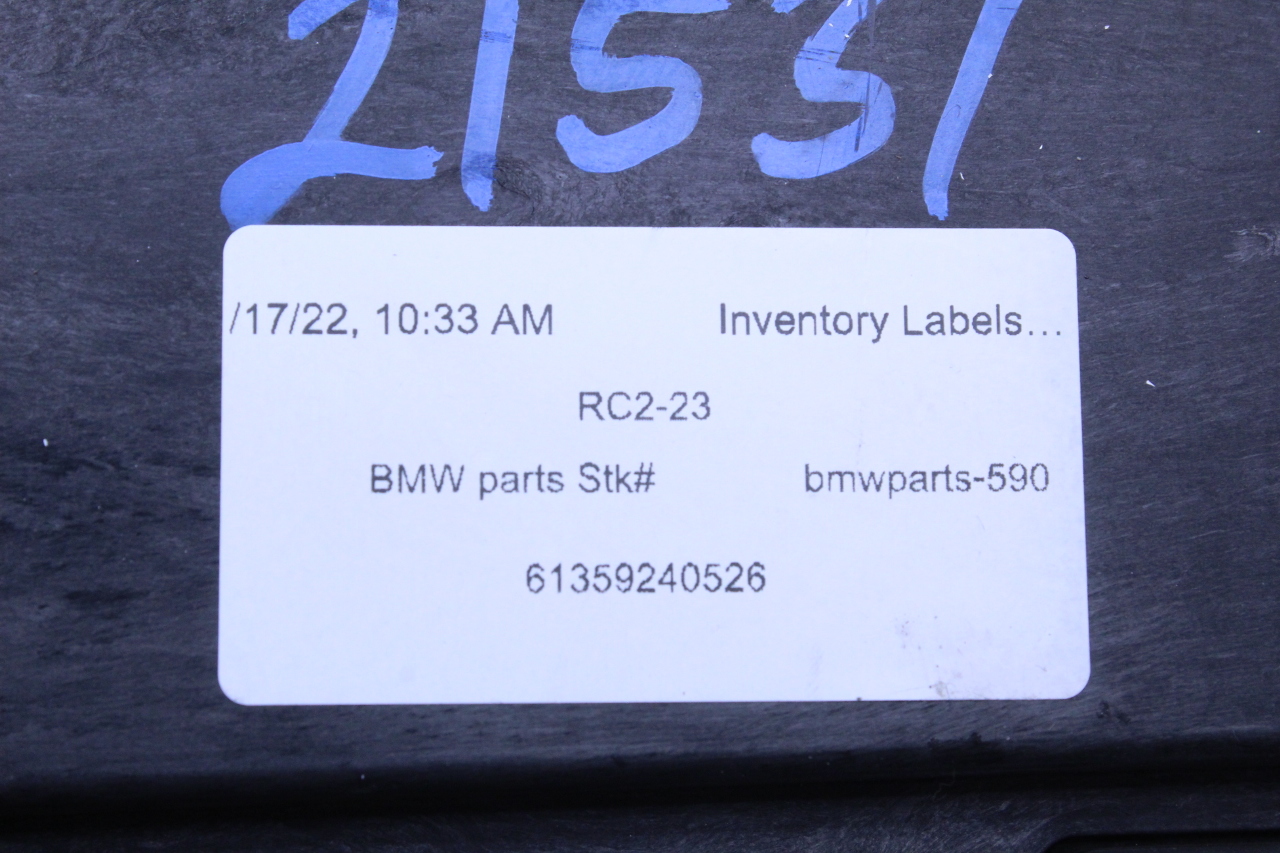 21531
/17/22, 10:33 AM Inventory Labels...
RC2-23
BMW parts Stk# bmwparts-590
61359240526